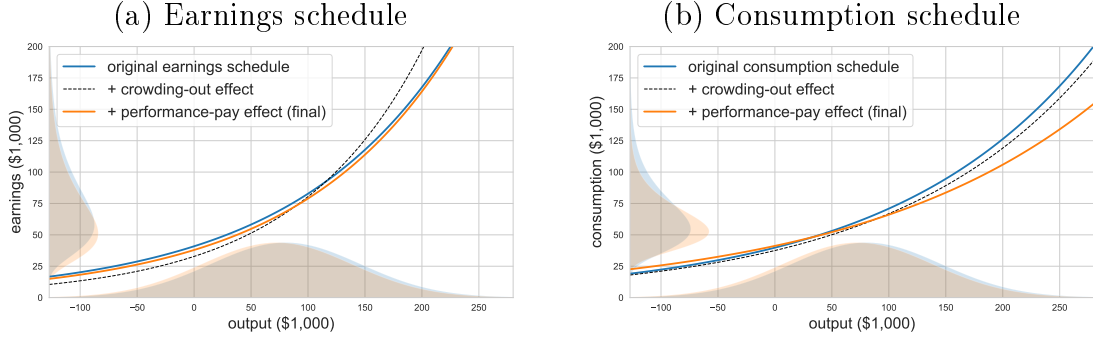 (a) Earnings schedule
200
175
150
125
100
75
50
25
0
earnings ($1,000)
original earnings schedule
+ crowding-out effect
+ performance-pay effect (final)
−100 −50 0 50 100 150 200 250
output ($1,000)
(b) Consumption schedule
200
175
150
125
100
75
50
25
0
consumption ($1,000)
original consumption schedule
+ crowding-out effect
+ performance-pay effect (final)
−100 −50 0 50 100 150 200 250
output ($1,000)